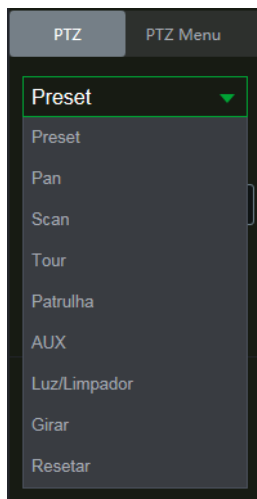 PTZ PTZ Menu
Preset
Preset
Pan
Scan
Tour
Patrulha
AUX
Luz/Limpador
Girar
Resetar